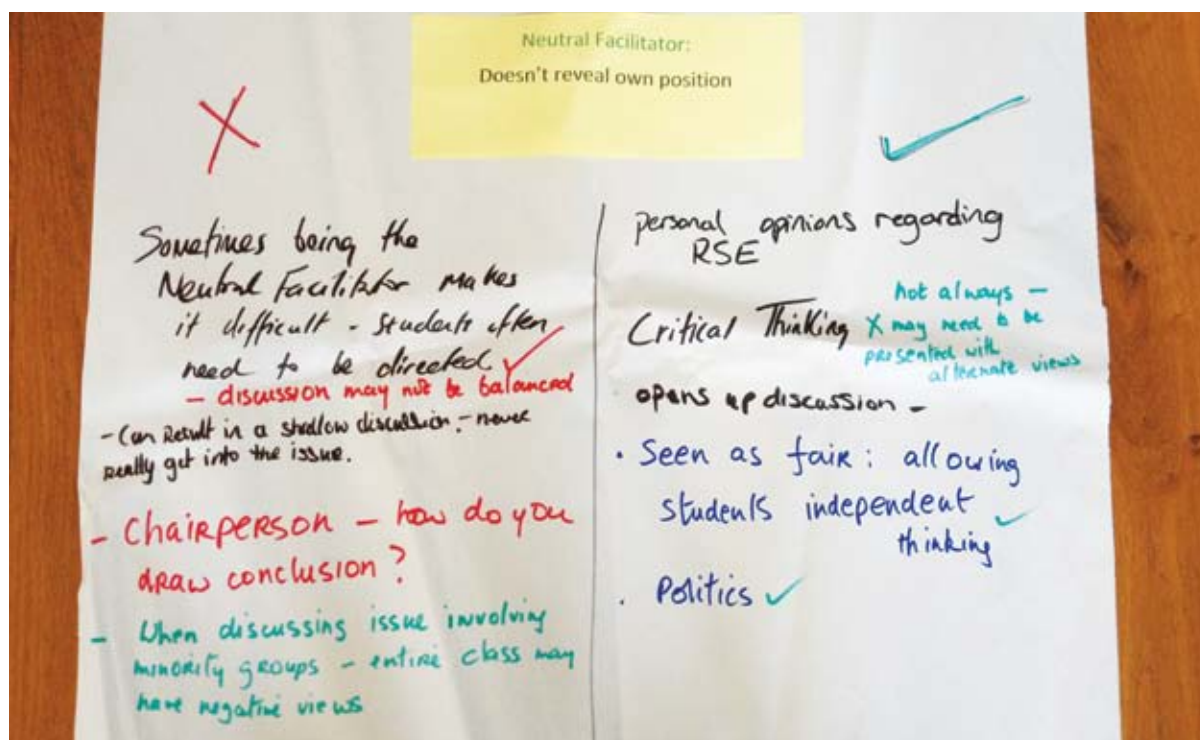 Neutral Facilitator:
Doesn't reveal own position
Sometimes being the
Neutral Facilitator makes
it difficult - students often
need to be directed
- discussion may not be balanced
- Can Result in a shallow discussion - never
really get into the issue.
- Chairperson - how do you
draw conclusion?
- When discussing issue involving
minority groups - entire class may
have negative views
personal opinions regarding
RSE
Critical Thinking
not always -
X may need to be
presented with
alternate views
opens up discussion -
• Seen as fair: allowing
students independent
thinking
. Politics